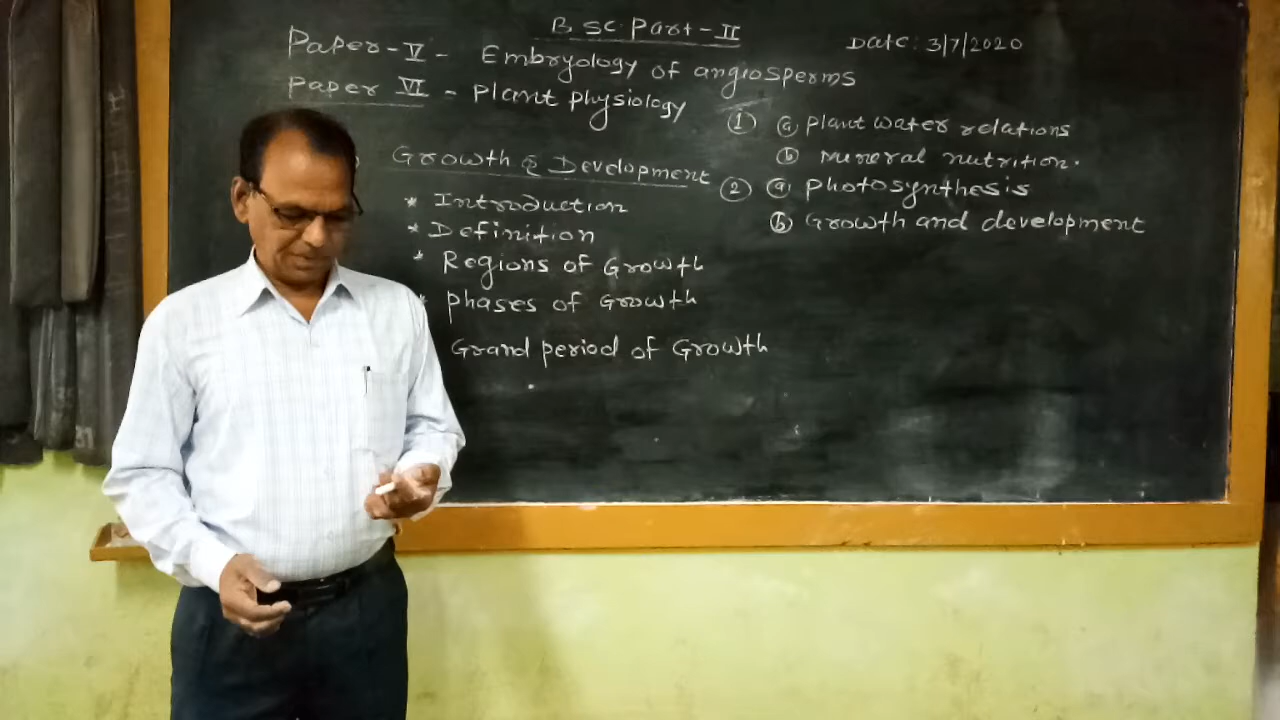 B.Sc. Part-II
Date: 3/7/2020
Paper-V- Embryology of angiosperms
Paper VI - Plant physiology
① ⓐ Plant water relations
ⓑ Mineral nutrition.
② ⓐ Photosynthesis
ⓑ Growth and development
Growth & Development
* Introduction
* Definition
* Regions of Growth
* Phases of Growth
Grand period of Growth